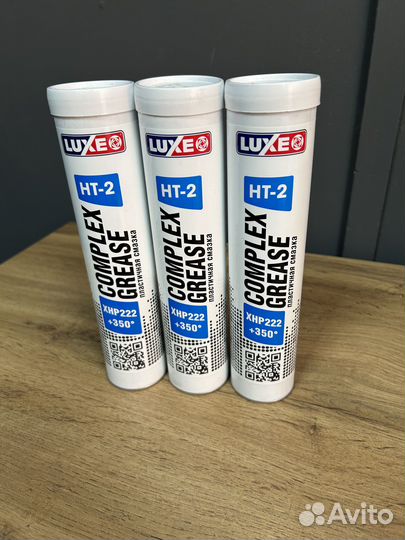 LUXE
HT-2
COMPLEX
GREASE
пластичная смазка
XHP222
+350°
LUXE
HT-2
COMPLEX
GREASE
пластичная смазка
XHP222
+350°
LUXE
HT-2
COMPLEX
GREASE
пластичная смазка
XHP222
+350°
Avito